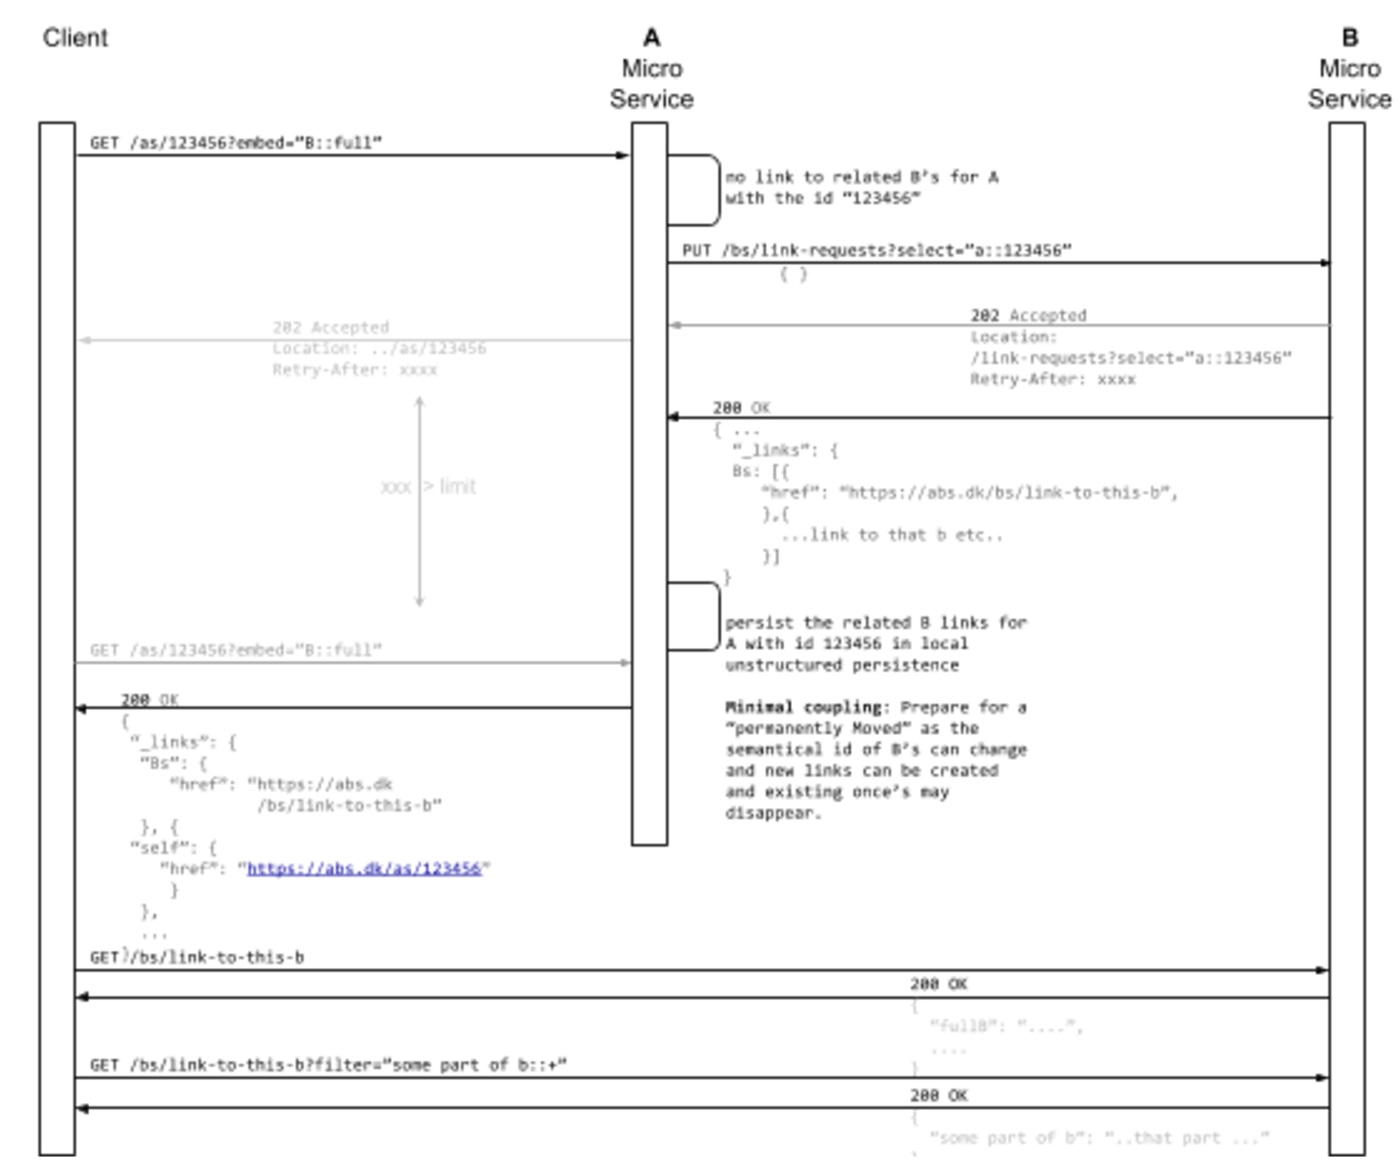 Client
A
Micro
Service
B
Micro
Service
GET /as/123456?embed="B::full"
no link to related B's for A
with the id "123456"
PUT /bs/link-requests?select="a::123456"
{ }
202 Accepted
Location: ../as/123456
Retry-After: xxxx
202 Accepted
Location:
/link-requests?select="a::123456"
Retry-After: xxxx
200 OK
{ ...
"_links": {
Bs: [{
"href": "https://abs.dk/bs/link-to-this-b",
},{
...link to that b etc..
}]
}
xxx > limit
persist the related B links for
A with id 123456 in local
unstructured persistence
GET /as/123456?embed="B::full"
200 OK
{
"_links": {
"Bs": {
"href": "https://abs.dk
/bs/link-to-this-b"
}, {
"self": {
"href": "https://abs.dk/as/123456"
}
},
...
}
Minimal coupling: Prepare for a
"permanently Moved" as the
semantical id of B's can change
and new links can be created
and existing once's may
disappear.
GET /bs/link-to-this-b
200 OK
{
"fullB": "....",
....
}
GET /bs/link-to-this-b?filter="some part of b::+"
200 OK
{
"some part of b": "..that part ..."
}